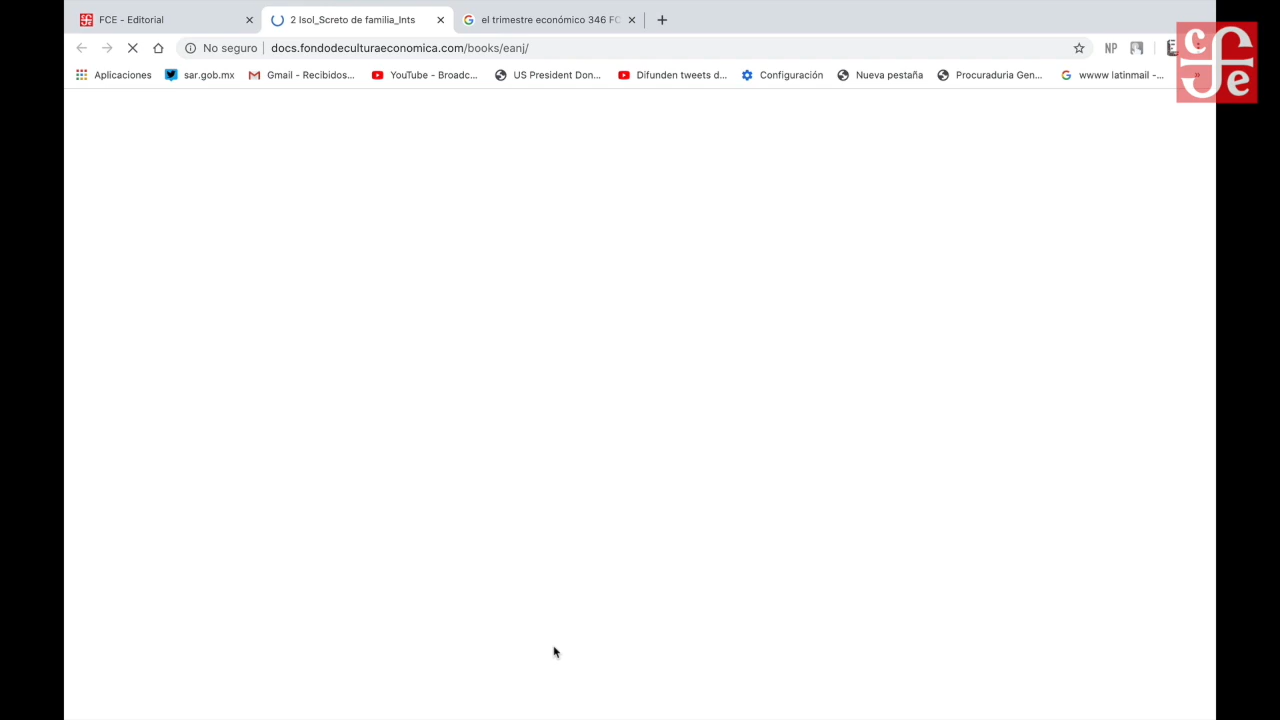 FCE - Editorial
2 Isol_Screto de familia_Ints
el trimestre económico 346 FC
No seguro
docs.fondodeculturaeconomica.com/books/eanj/
NP
Aplicaciones
sar.gob.mx
Gmail - Recibidos...
YouTube - Broadc...
US President Don...
Difunden tweets d...
Configuración
Nueva pestaña
Procuraduria Gen...
wwww latinmail -...
»
cfe